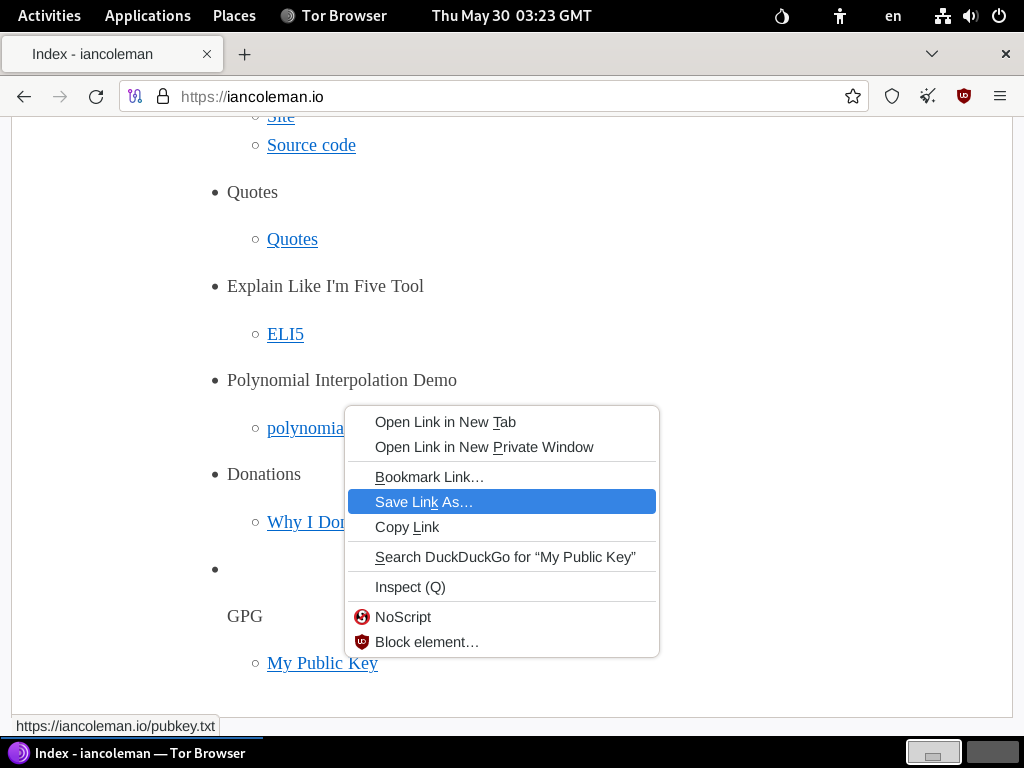 Activities Applications Places Tor Browser Thu May 30 03:23 GMT en
Index - iancoleman
https://iancoleman.io
Site
Source code
Quotes
Quotes
Explain Like I'm Five Tool
ELI5
Polynomial Interpolation Demo
polynomia
Donations
Why I Don
GPG
My Public Key
Open Link in New Tab
Open Link in New Private Window
Bookmark Link…
Save Link As…
Copy Link
Search DuckDuckGo for “My Public Key”
Inspect (Q)
NoScript
Block element…
https://iancoleman.io/pubkey.txt
Index - iancoleman — Tor Browser